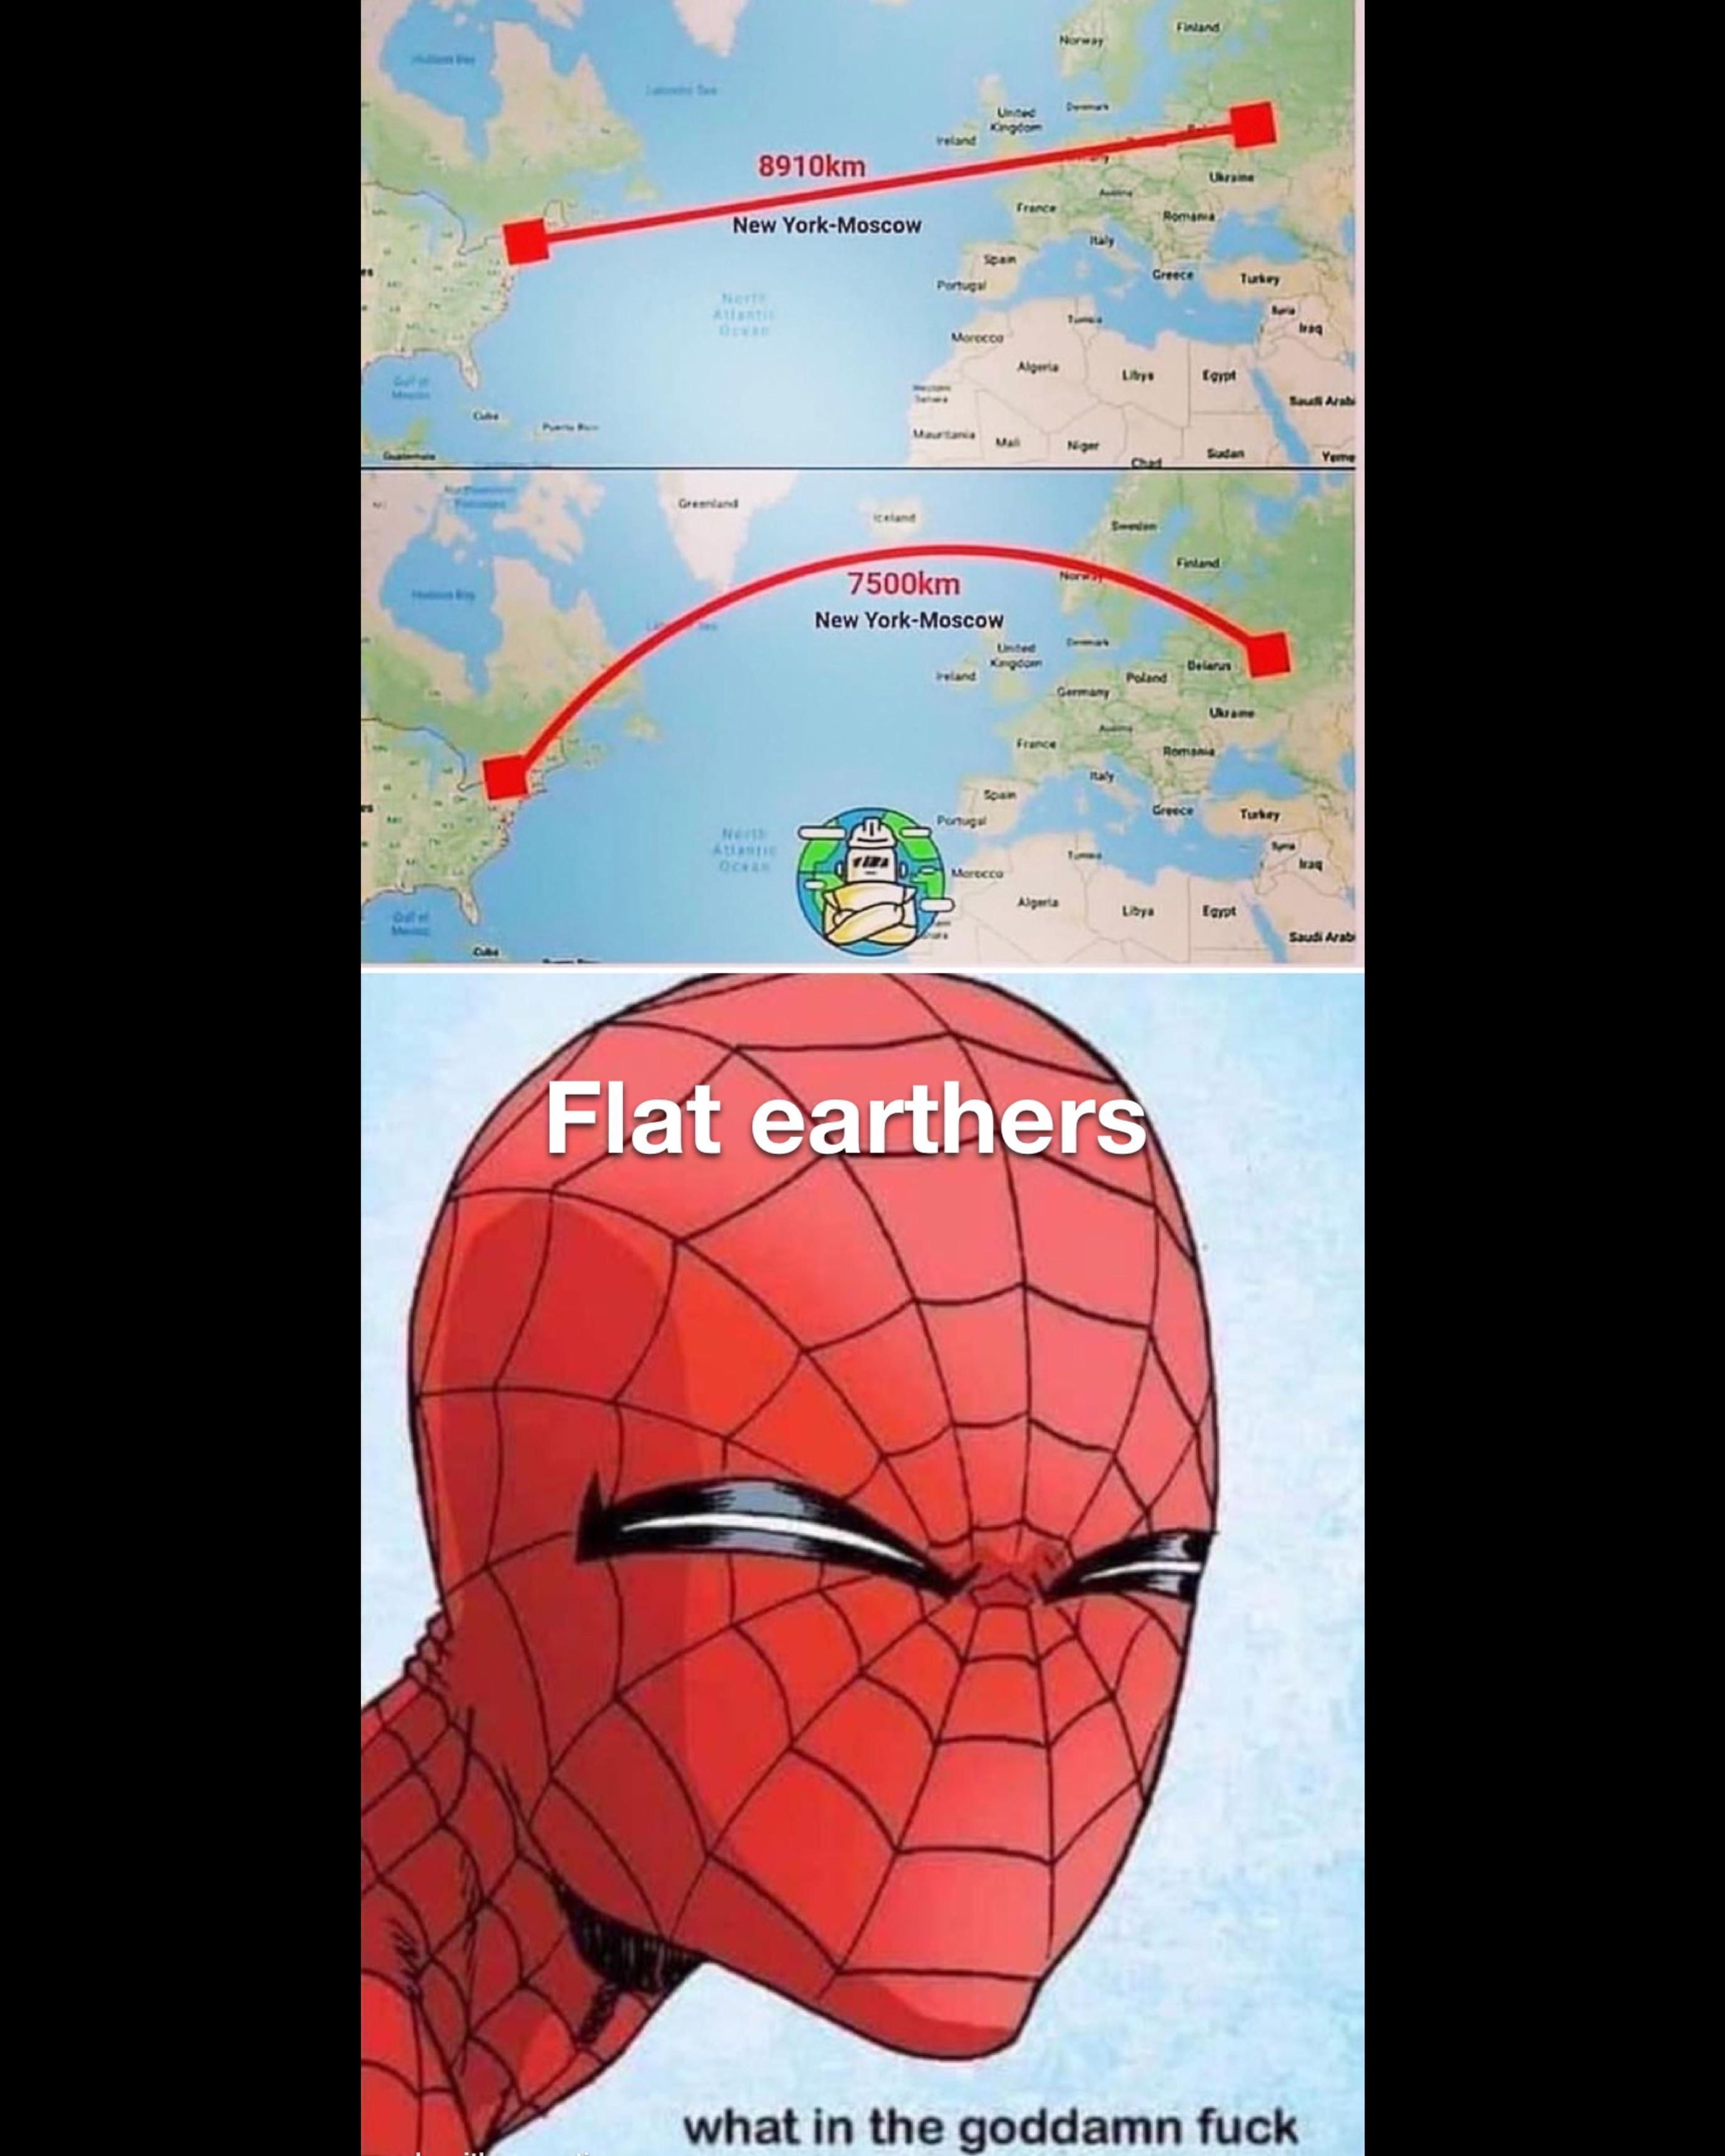 Finland
Norway
Hudson Bay
Labrador Sea
Denmark
United
Kingdom
Ireland
8910km
Ukraine
Austria
New York-Moscow
France
Romania
Italy
Spain
Greece
Turkey
Portugal
North
Atlantic
Ocean
Syria
Iraq
Tunisia
Morocco
Algeria
Libya
Egypt
Gulf of
Mexico
Western
Sahara
Saudi Arabi
Cuba
Puerto Rico
Mauritania
Mali
Niger
Sudan
Guatemala
Chad
Yeme
Northwestern
Passages
Greenland
Iceland
Sweden
Finland
Norway
7500km
Hudson Bay
New York-Moscow
Denmark
United
Kingdom
Ireland
Belarus
Poland
Germany
Ukraine
Austria
France
Romania
Italy
Spain
Greece
Turkey
Portugal
North
Atlantic
Ocean
Syria
Iraq
Tunisia
Morocco
Algeria
Libya
Egypt
Gulf of
Mexico
Saudi Arabi
Cuba
Flat earthers
what in the goddamn fuck